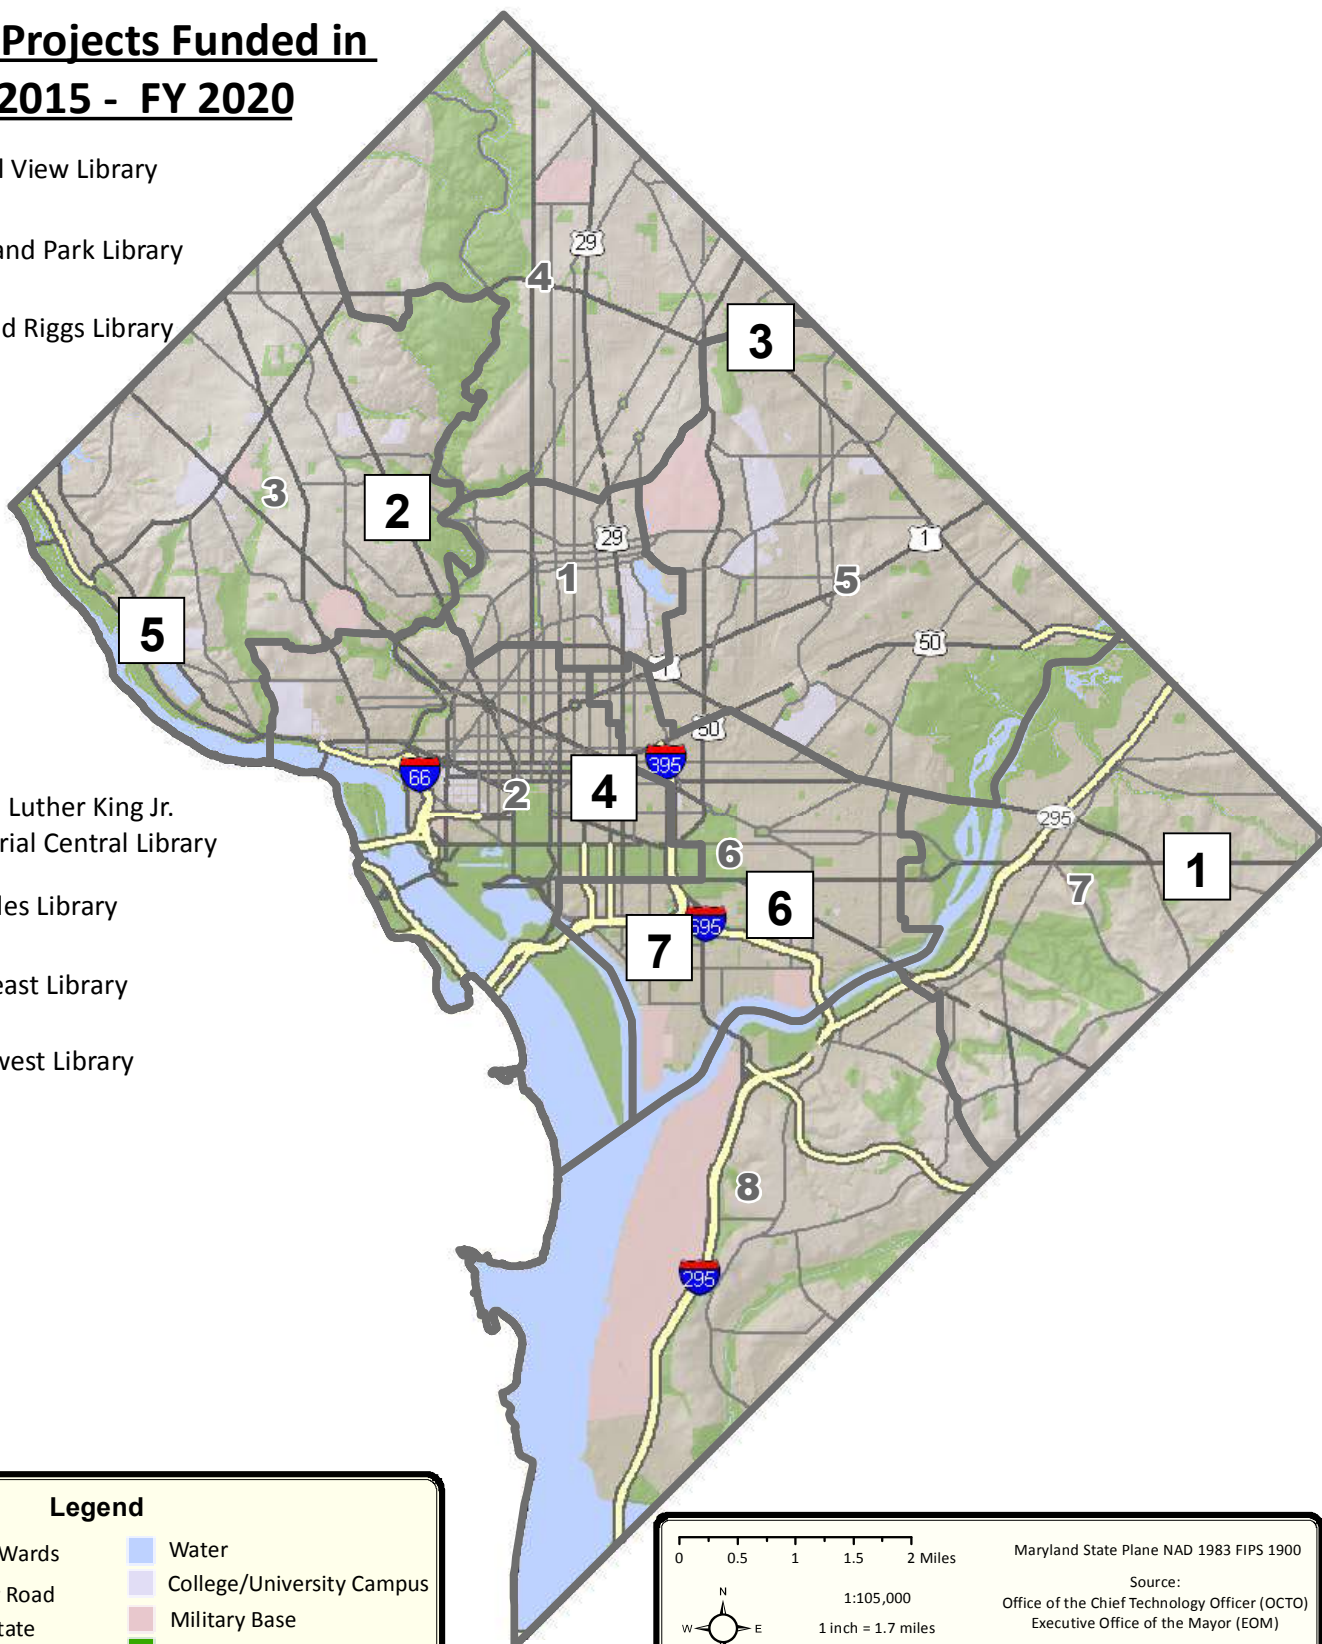 Projects Funded in
2015 - FY 2020
l View Library
and Park Library
d Riggs Library
Luther King Jr.
rial Central Library
les Library
east Library
west Library
29
4
3
3
2
29
1
1
5
5
50
1
50
395
66
2
4
295
6
1
7
6
695
7
8
295
Legend
Wards
Road
tate
Water
College/University Campus
Military Base
0 0.5 1 1.5 2 Miles
N
W E
1:105,000
1 inch = 1.7 miles
Maryland State Plane NAD 1983 FIPS 1900
Source:
Office of the Chief Technology Officer (OCTO)
Executive Office of the Mayor (EOM)